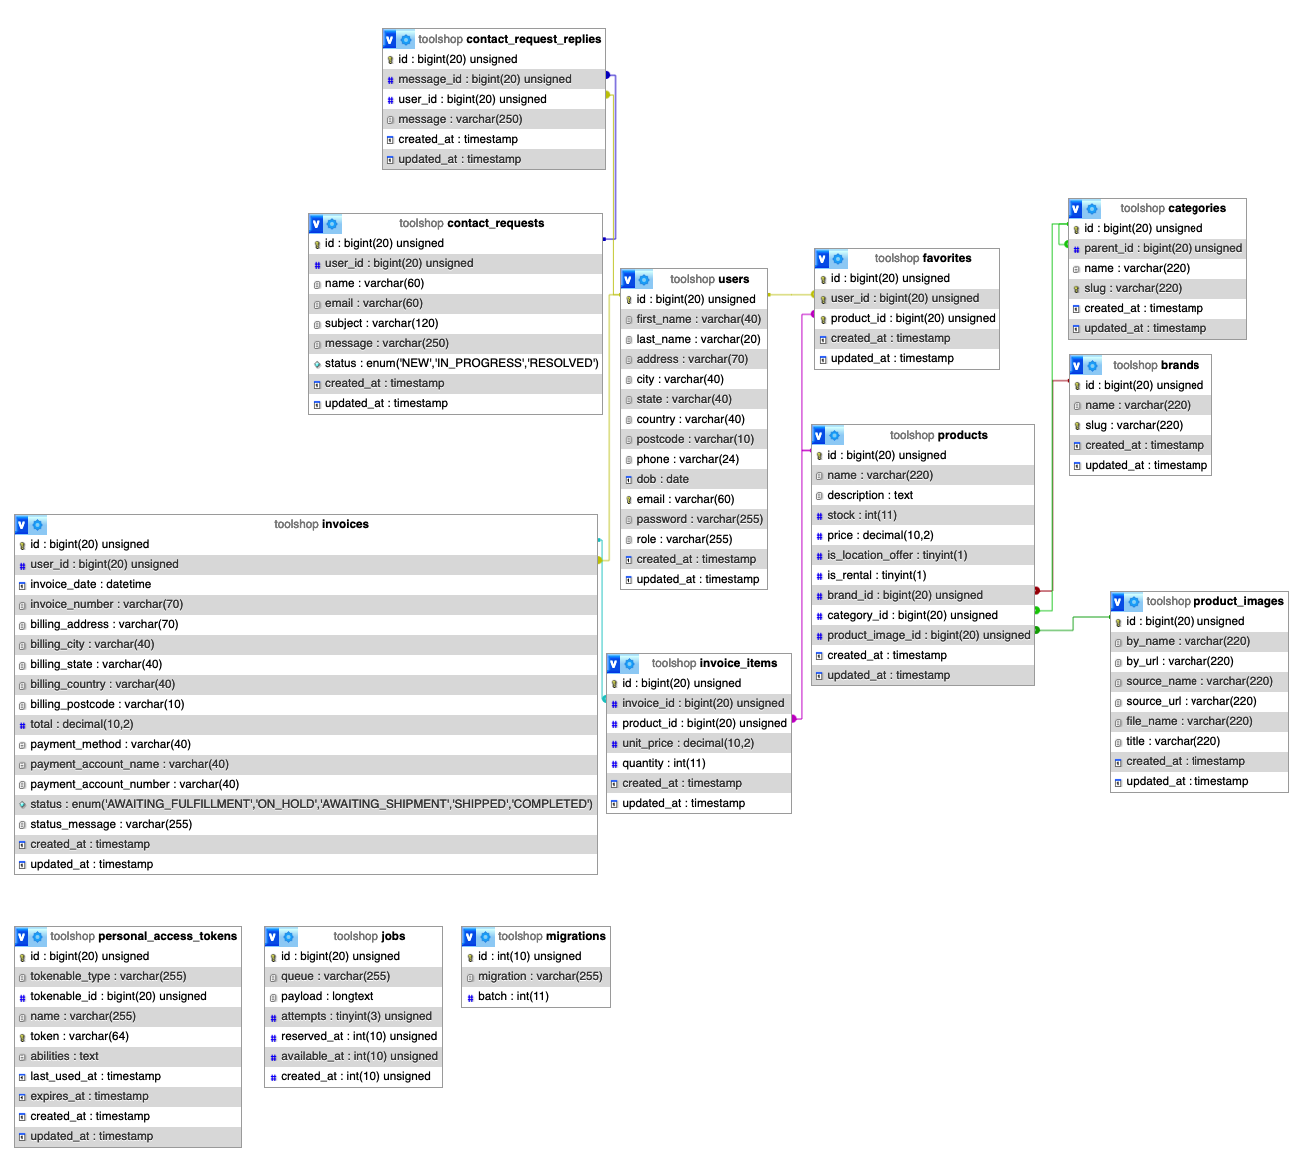 toolshop contact_request_replies
id : bigint(20) unsigned
message_id : bigint(20) unsigned
user_id : bigint(20) unsigned
message : varchar(250)
created_at : timestamp
updated_at : timestamp
toolshop contact_requests
id : bigint(20) unsigned
user_id : bigint(20) unsigned
name : varchar(60)
email : varchar(60)
subject : varchar(120)
message : varchar(250)
status : enum('NEW','IN_PROGRESS','RESOLVED')
created_at : timestamp
updated_at : timestamp
toolshop users
id : bigint(20) unsigned
first_name : varchar(40)
last_name : varchar(20)
address : varchar(70)
city : varchar(40)
state : varchar(40)
country : varchar(40)
postcode : varchar(10)
phone : varchar(24)
dob : date
email : varchar(60)
password : varchar(255)
role : varchar(255)
created_at : timestamp
updated_at : timestamp
toolshop favorites
id : bigint(20) unsigned
user_id : bigint(20) unsigned
product_id : bigint(20) unsigned
created_at : timestamp
updated_at : timestamp
toolshop categories
id : bigint(20) unsigned
parent_id : bigint(20) unsigned
name : varchar(220)
slug : varchar(220)
created_at : timestamp
updated_at : timestamp
toolshop brands
id : bigint(20) unsigned
name : varchar(220)
slug : varchar(220)
created_at : timestamp
updated_at : timestamp
toolshop products
id : bigint(20) unsigned
name : varchar(220)
description : text
stock : int(11)
price : decimal(10,2)
is_location_offer : tinyint(1)
is_rental : tinyint(1)
brand_id : bigint(20) unsigned
category_id : bigint(20) unsigned
product_image_id : bigint(20) unsigned
created_at : timestamp
updated_at : timestamp
toolshop product_images
id : bigint(20) unsigned
by_name : varchar(220)
by_url : varchar(220)
source_name : varchar(220)
source_url : varchar(220)
file_name : varchar(220)
title : varchar(220)
created_at : timestamp
updated_at : timestamp
toolshop invoices
id : bigint(20) unsigned
user_id : bigint(20) unsigned
invoice_date : datetime
invoice_number : varchar(70)
billing_address : varchar(70)
billing_city : varchar(40)
billing_state : varchar(40)
billing_country : varchar(40)
billing_postcode : varchar(10)
total : decimal(10,2)
payment_method : varchar(40)
payment_account_name : varchar(40)
payment_account_number : varchar(40)
status : enum('AWAITING_FULFILLMENT','ON_HOLD','AWAITING_SHIPMENT','SHIPPED','COMPLETED')
status_message : varchar(255)
created_at : timestamp
updated_at : timestamp
toolshop invoice_items
id : bigint(20) unsigned
invoice_id : bigint(20) unsigned
product_id : bigint(20) unsigned
unit_price : decimal(10,2)
quantity : int(11)
created_at : timestamp
updated_at : timestamp
toolshop personal_access_tokens
id : bigint(20) unsigned
tokenable_type : varchar(255)
tokenable_id : bigint(20) unsigned
name : varchar(255)
token : varchar(64)
abilities : text
last_used_at : timestamp
expires_at : timestamp
created_at : timestamp
updated_at : timestamp
toolshop jobs
id : bigint(20) unsigned
queue : varchar(255)
payload : longtext
attempts : tinyint(3) unsigned
reserved_at : int(10) unsigned
available_at : int(10) unsigned
created_at : int(10) unsigned
toolshop migrations
id : int(10) unsigned
migration : varchar(255)
batch : int(11)